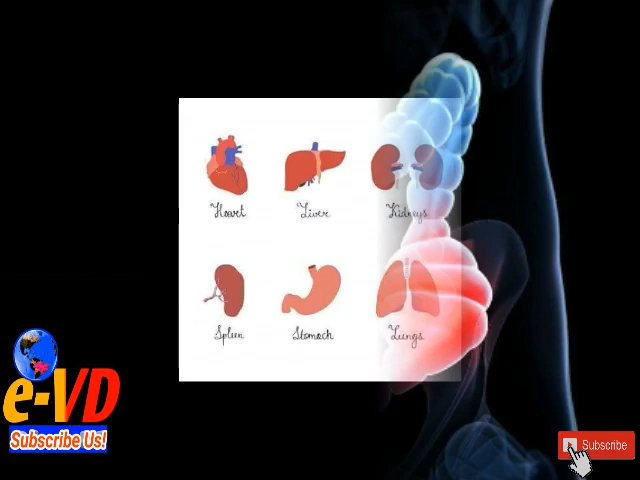 Heart Liver Kidneys
Spleen Stomach Lungs
e-VD
Subscribe Us!
Subscribe